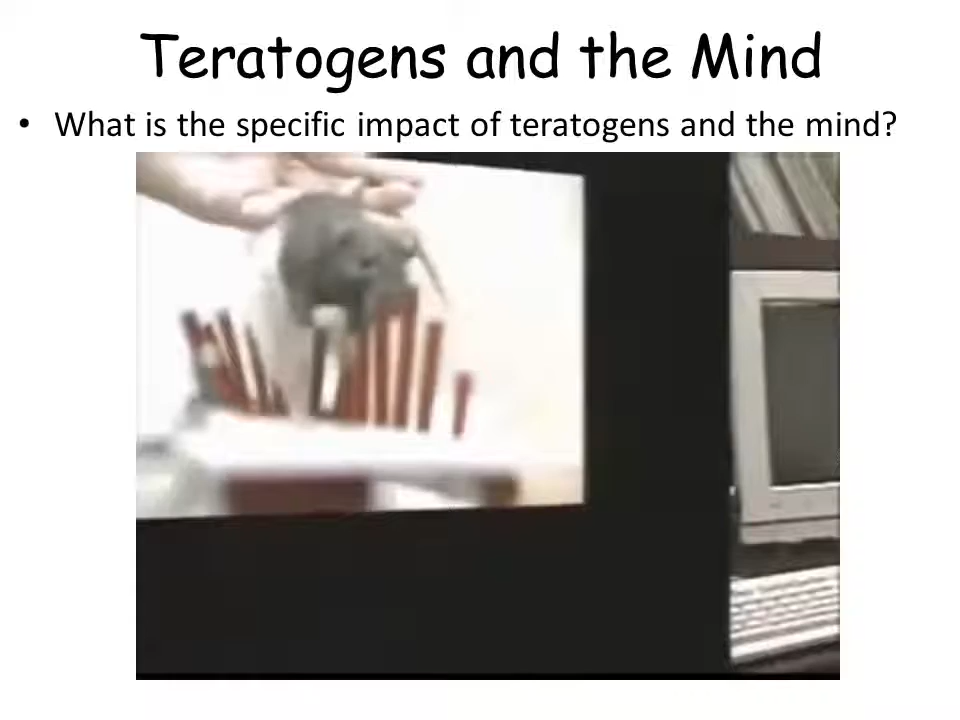 Teratogens and the Mind
• What is the specific impact of teratogens and the mind?